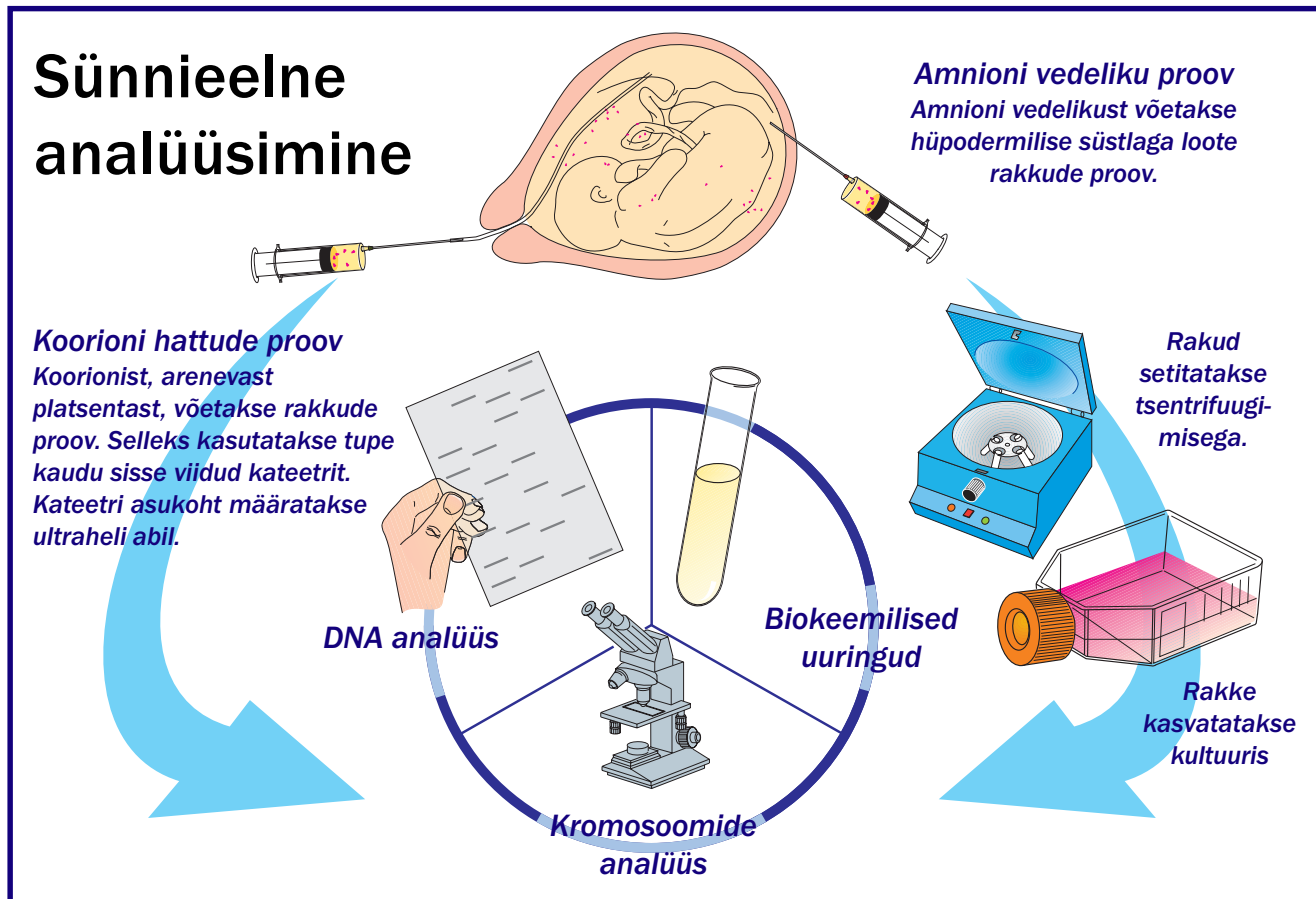 Sünnieelne
analüüsimine
Amnioni vedeliku proov
Amnioni vedelikust võetakse
hüpodermilise süstlaga loote
rakkude proov.
Koorioni hattude proov
Koorionist, arenevast
platsentast, võetakse rakkude
proov. Selleks kasutatakse tupe
kaudu sisse viidud kateetrit.
Kateetri asukoht määratakse
ultraheli abil.
Rakud
setitatakse
tsentrifuugi-
misega.
DNA analüüs
Biokeemilised
uuringud
Rakke
kasvatatakse
kultuuris
Kromosoomide
analüüs